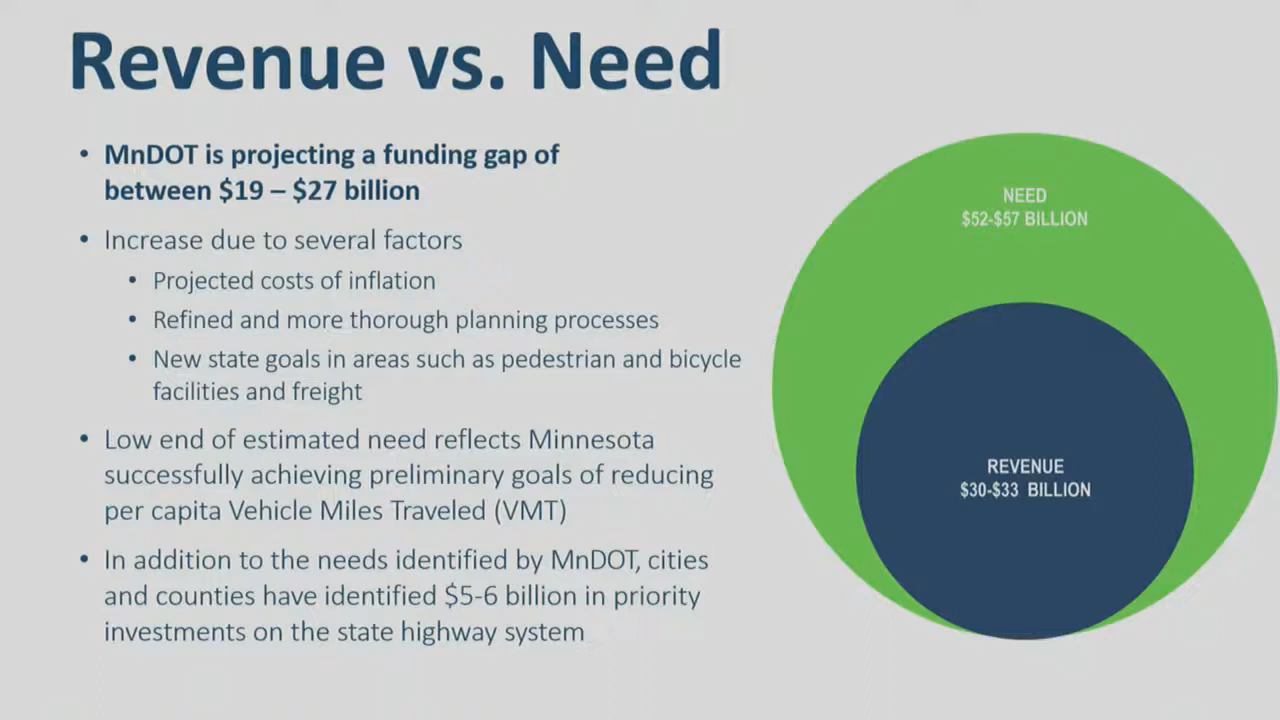 Revenue vs. Need
• MnDOT is projecting a funding gap of
between $19 – $27 billion
• Increase due to several factors
• Projected costs of inflation
• Refined and more thorough planning processes
• New state goals in areas such as pedestrian and bicycle
facilities and freight
• Low end of estimated need reflects Minnesota
successfully achieving preliminary goals of reducing
per capita Vehicle Miles Traveled (VMT)
• In addition to the needs identified by MnDOT, cities
and counties have identified $5-6 billion in priority
investments on the state highway system
NEED
$52-$57 BILLION
REVENUE
$30-$33 BILLION